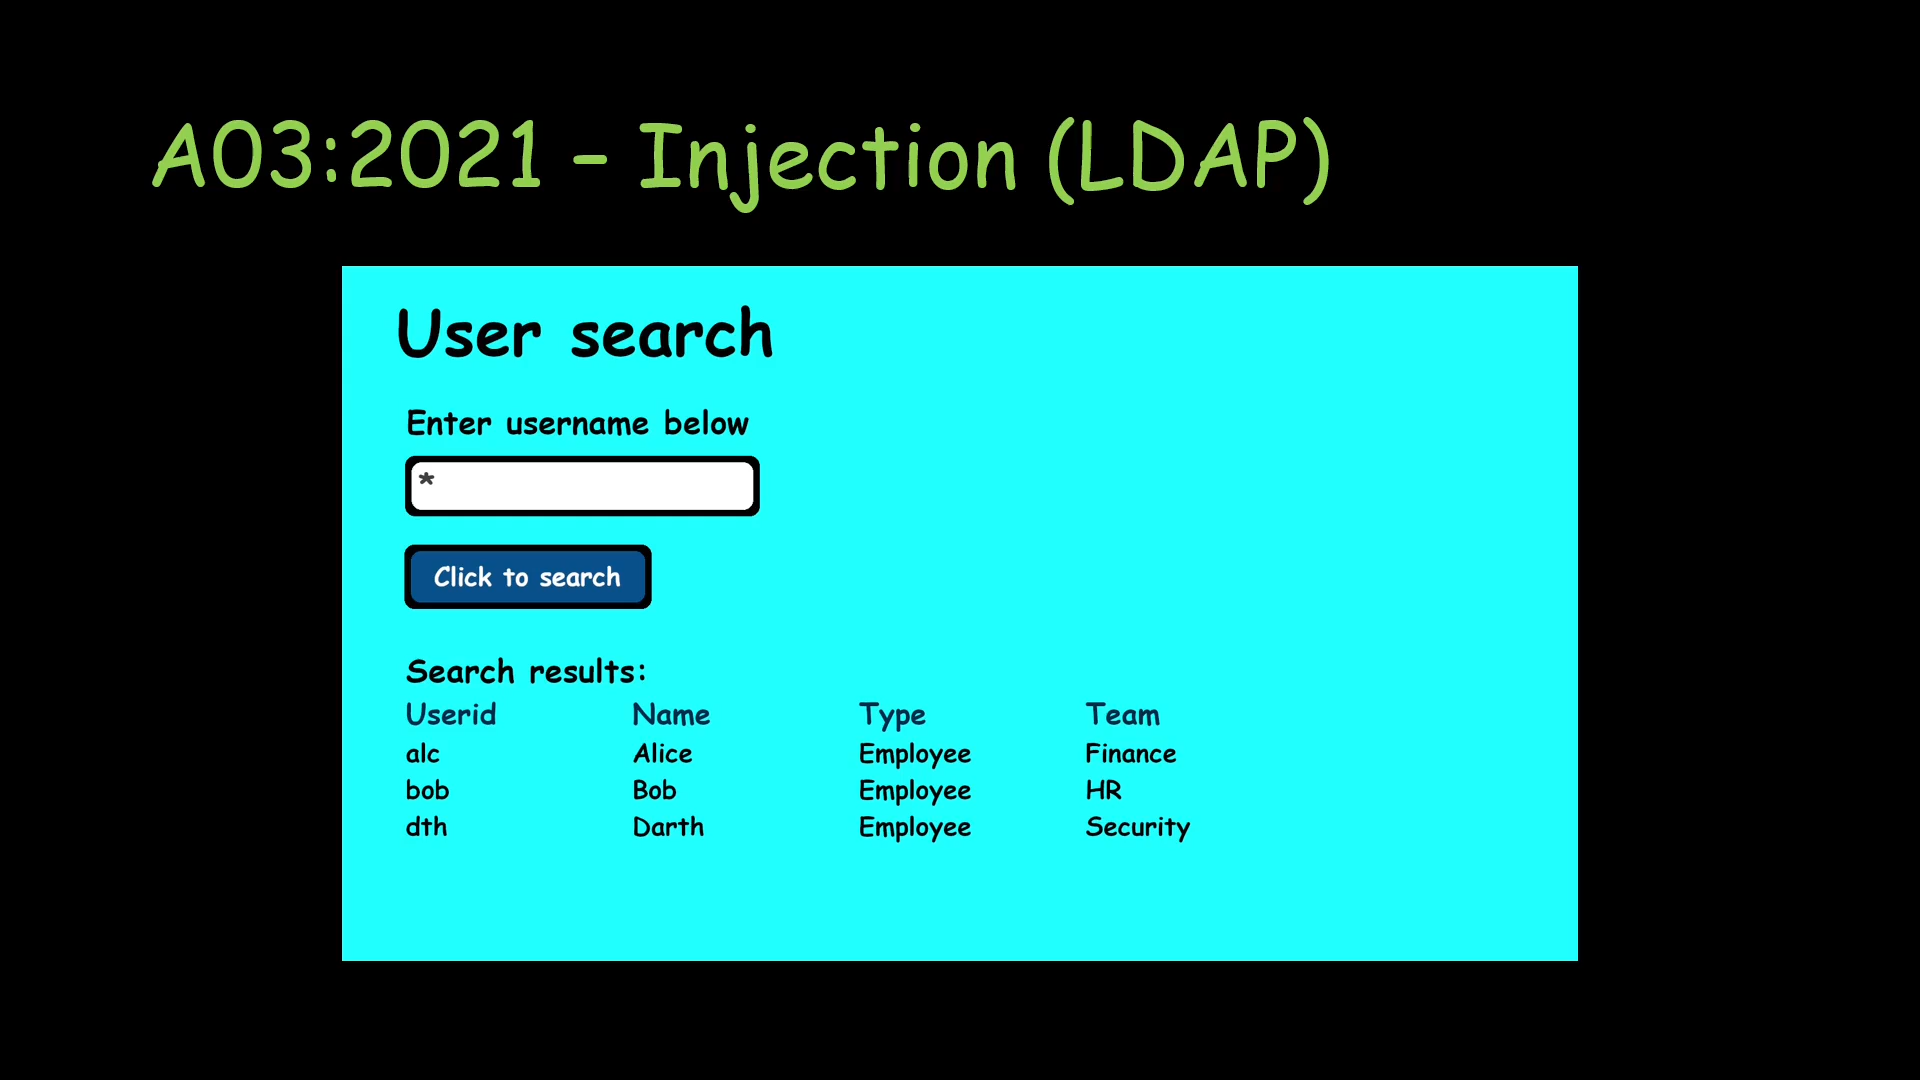 A03:2021 – Injection (LDAP)
User search
Enter username below
*
Click to search
Search results:
Userid Name Type Team
alc Alice Employee Finance
bob Bob Employee HR
dth Darth Employee Security